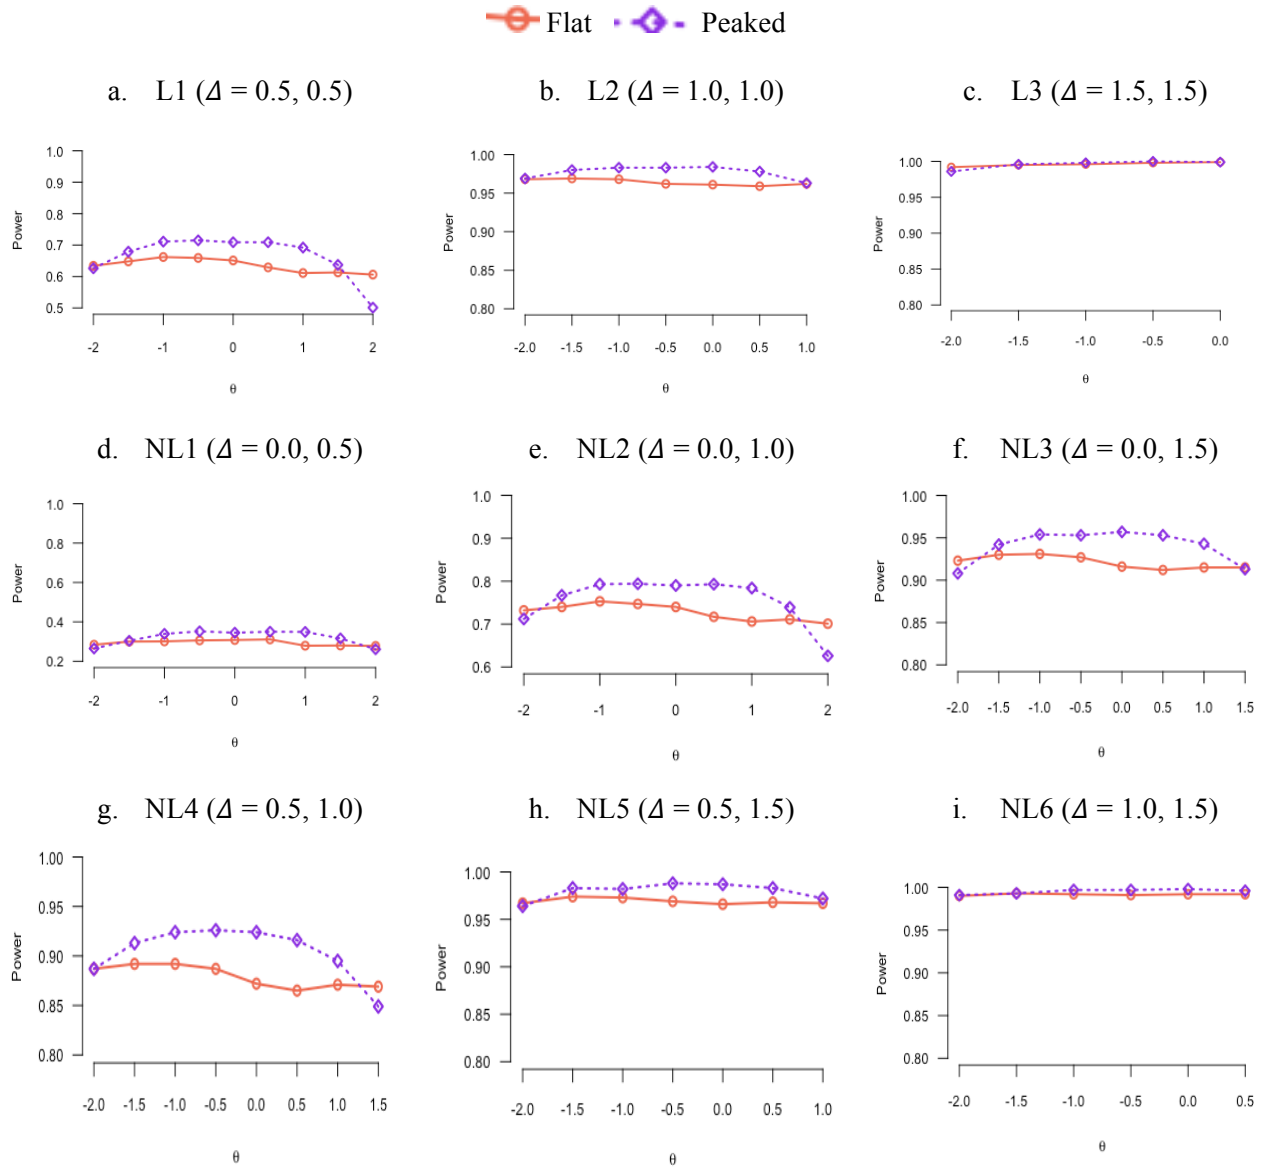 Flat Peaked
a. L1 (Δ = 0.5, 0.5)
b. L2 (Δ = 1.0, 1.0)
c. L3 (Δ = 1.5, 1.5)
1.0
0.9
0.8
0.7
0.6
0.5
Power
-2 -1 0 1 2
θ
1.00
0.95
0.90
0.85
0.80
Power
-2.0 -1.5 -1.0 -0.5 0.0 0.5 1.0
θ
1.00
0.95
0.90
0.85
0.80
Power
-2.0 -1.5 -1.0 -0.5 0.0
θ
d. NL1 (Δ = 0.0, 0.5)
e. NL2 (Δ = 0.0, 1.0)
f. NL3 (Δ = 0.0, 1.5)
1.0
0.8
0.6
0.4
0.2
Power
-2 -1 0 1 2
θ
1.0
0.9
0.8
0.7
0.6
Power
-2 -1 0 1 2
θ
1.00
0.95
0.90
0.85
0.80
Power
-2.0 -1.5 -1.0 -0.5 0.0 0.5 1.0 1.5
θ
g. NL4 (Δ = 0.5, 1.0)
h. NL5 (Δ = 0.5, 1.5)
i. NL6 (Δ = 1.0, 1.5)
1.00
0.95
0.90
0.85
0.80
Power
-2.0 -1.5 -1.0 -0.5 0.0 0.5 1.0 1.5
θ
1.00
0.95
0.90
0.85
0.80
Power
-2.0 -1.5 -1.0 -0.5 0.0 0.5 1.0
θ
1.00
0.95
0.90
0.85
0.80
Power
-2.0 -1.5 -1.0 -0.5 0.0 0.5
θ